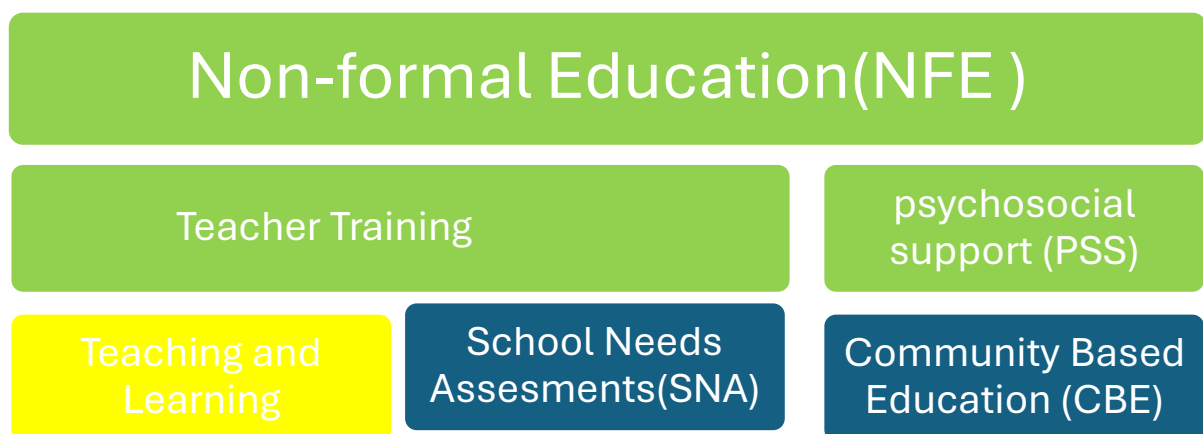 Non-formal Education(NFE )
Teacher Training
psychosocial
support (PSS)
Teaching and
Learning
School Needs
Assesments(SNA)
Community Based
Education (CBE)